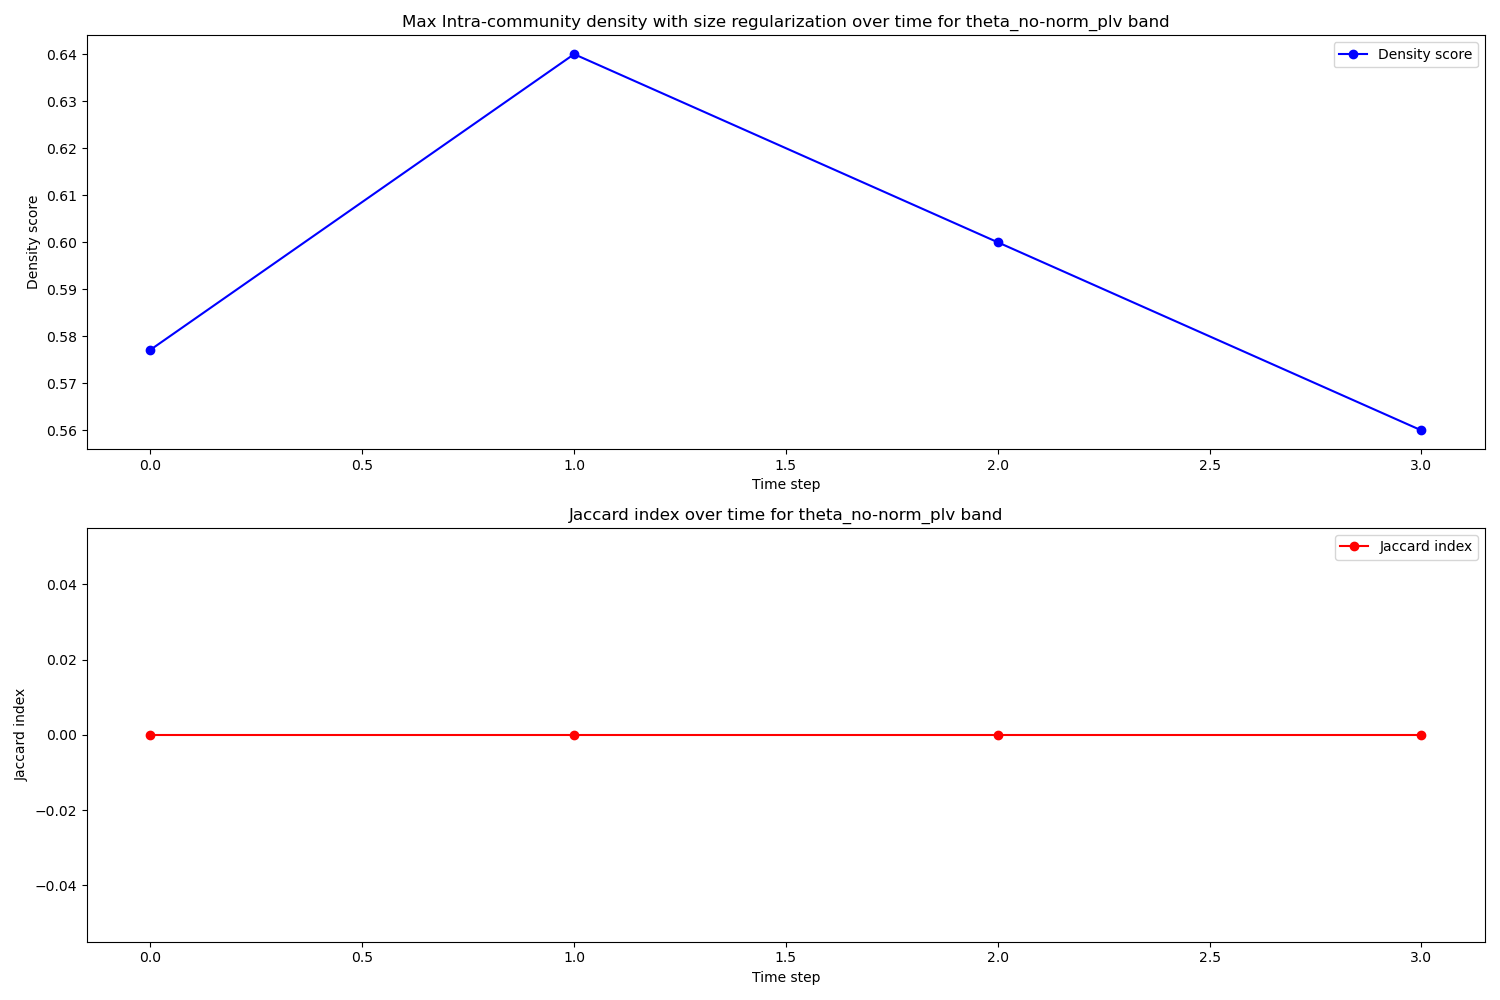 Max Intra-community density with size regularization over time for theta_no-norm_plv band
Density score
0.64
0.63
0.62
0.61
0.60
0.59
0.58
0.57
0.56
Density score
0.0 0.5 1.0 1.5 2.0 2.5 3.0
Time step
Jaccard index over time for theta_no-norm_plv band
Jaccard index
0.04
0.02
0.00
−0.02
−0.04
Jaccard index
0.0 0.5 1.0 1.5 2.0 2.5 3.0
Time step